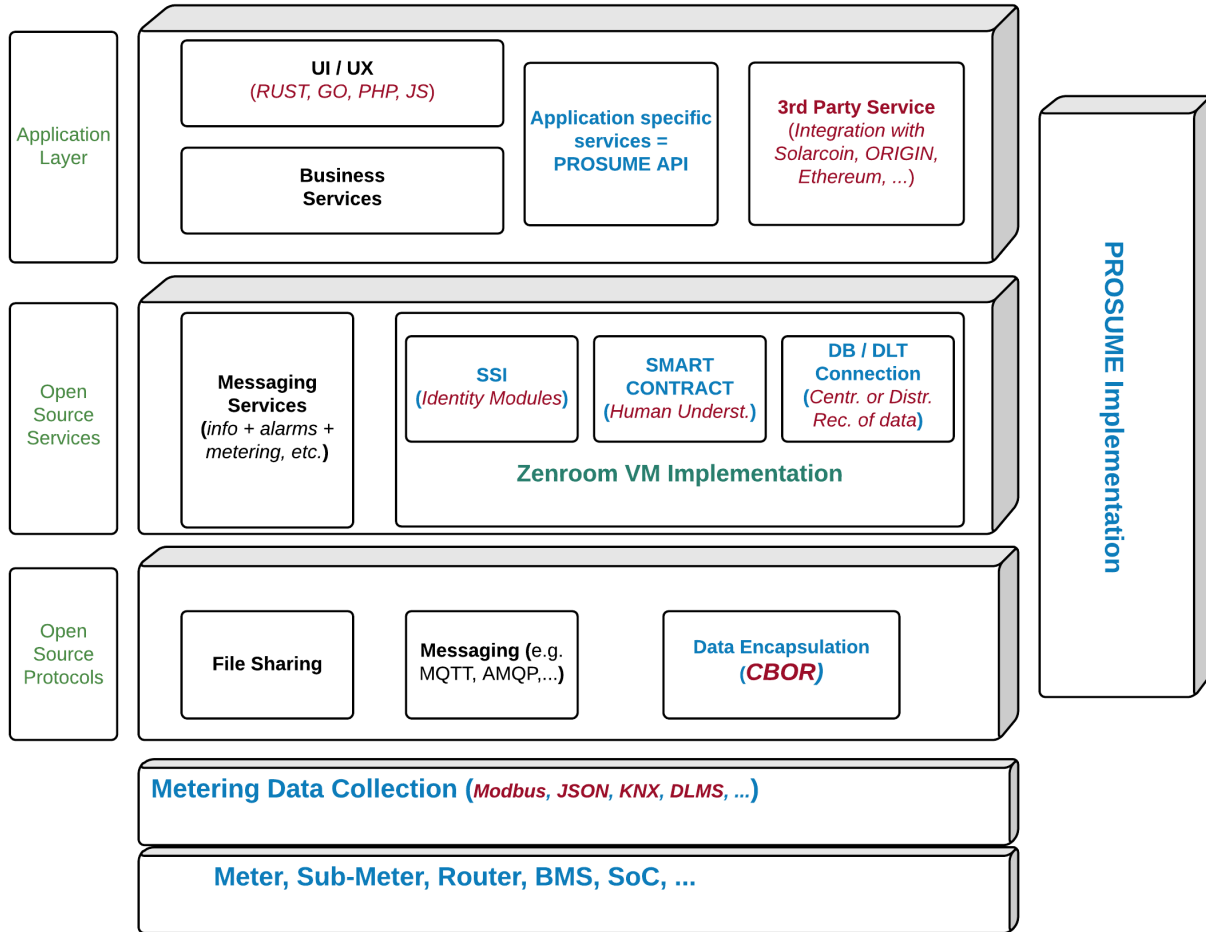 Application
Layer
UI / UX
(RUST, GO, PHP, JS)
Business
Services
Application specific
services =
PROSUME API
3rd Party Service
(Integration with
Solarcoin, ORIGIN,
Ethereum, ...)
Open
Source
Services
Messaging
Services
(info + alarms +
metering, etc.)
SSI
(Identity Modules)
SMART
CONTRACT
(Human Underst.)
DB / DLT
Connection
(Centr. or Distr.
Rec. of data)
Zenroom VM Implementation
Open
Source
Protocols
File Sharing
Messaging (e.g.
MQTT, AMQP,...)
Data Encapsulation
(CBOR)
Metering Data Collection (Modbus, JSON, KNX, DLMS, ...)
Meter, Sub-Meter, Router, BMS, SoC, ...
PROSUME Implementation